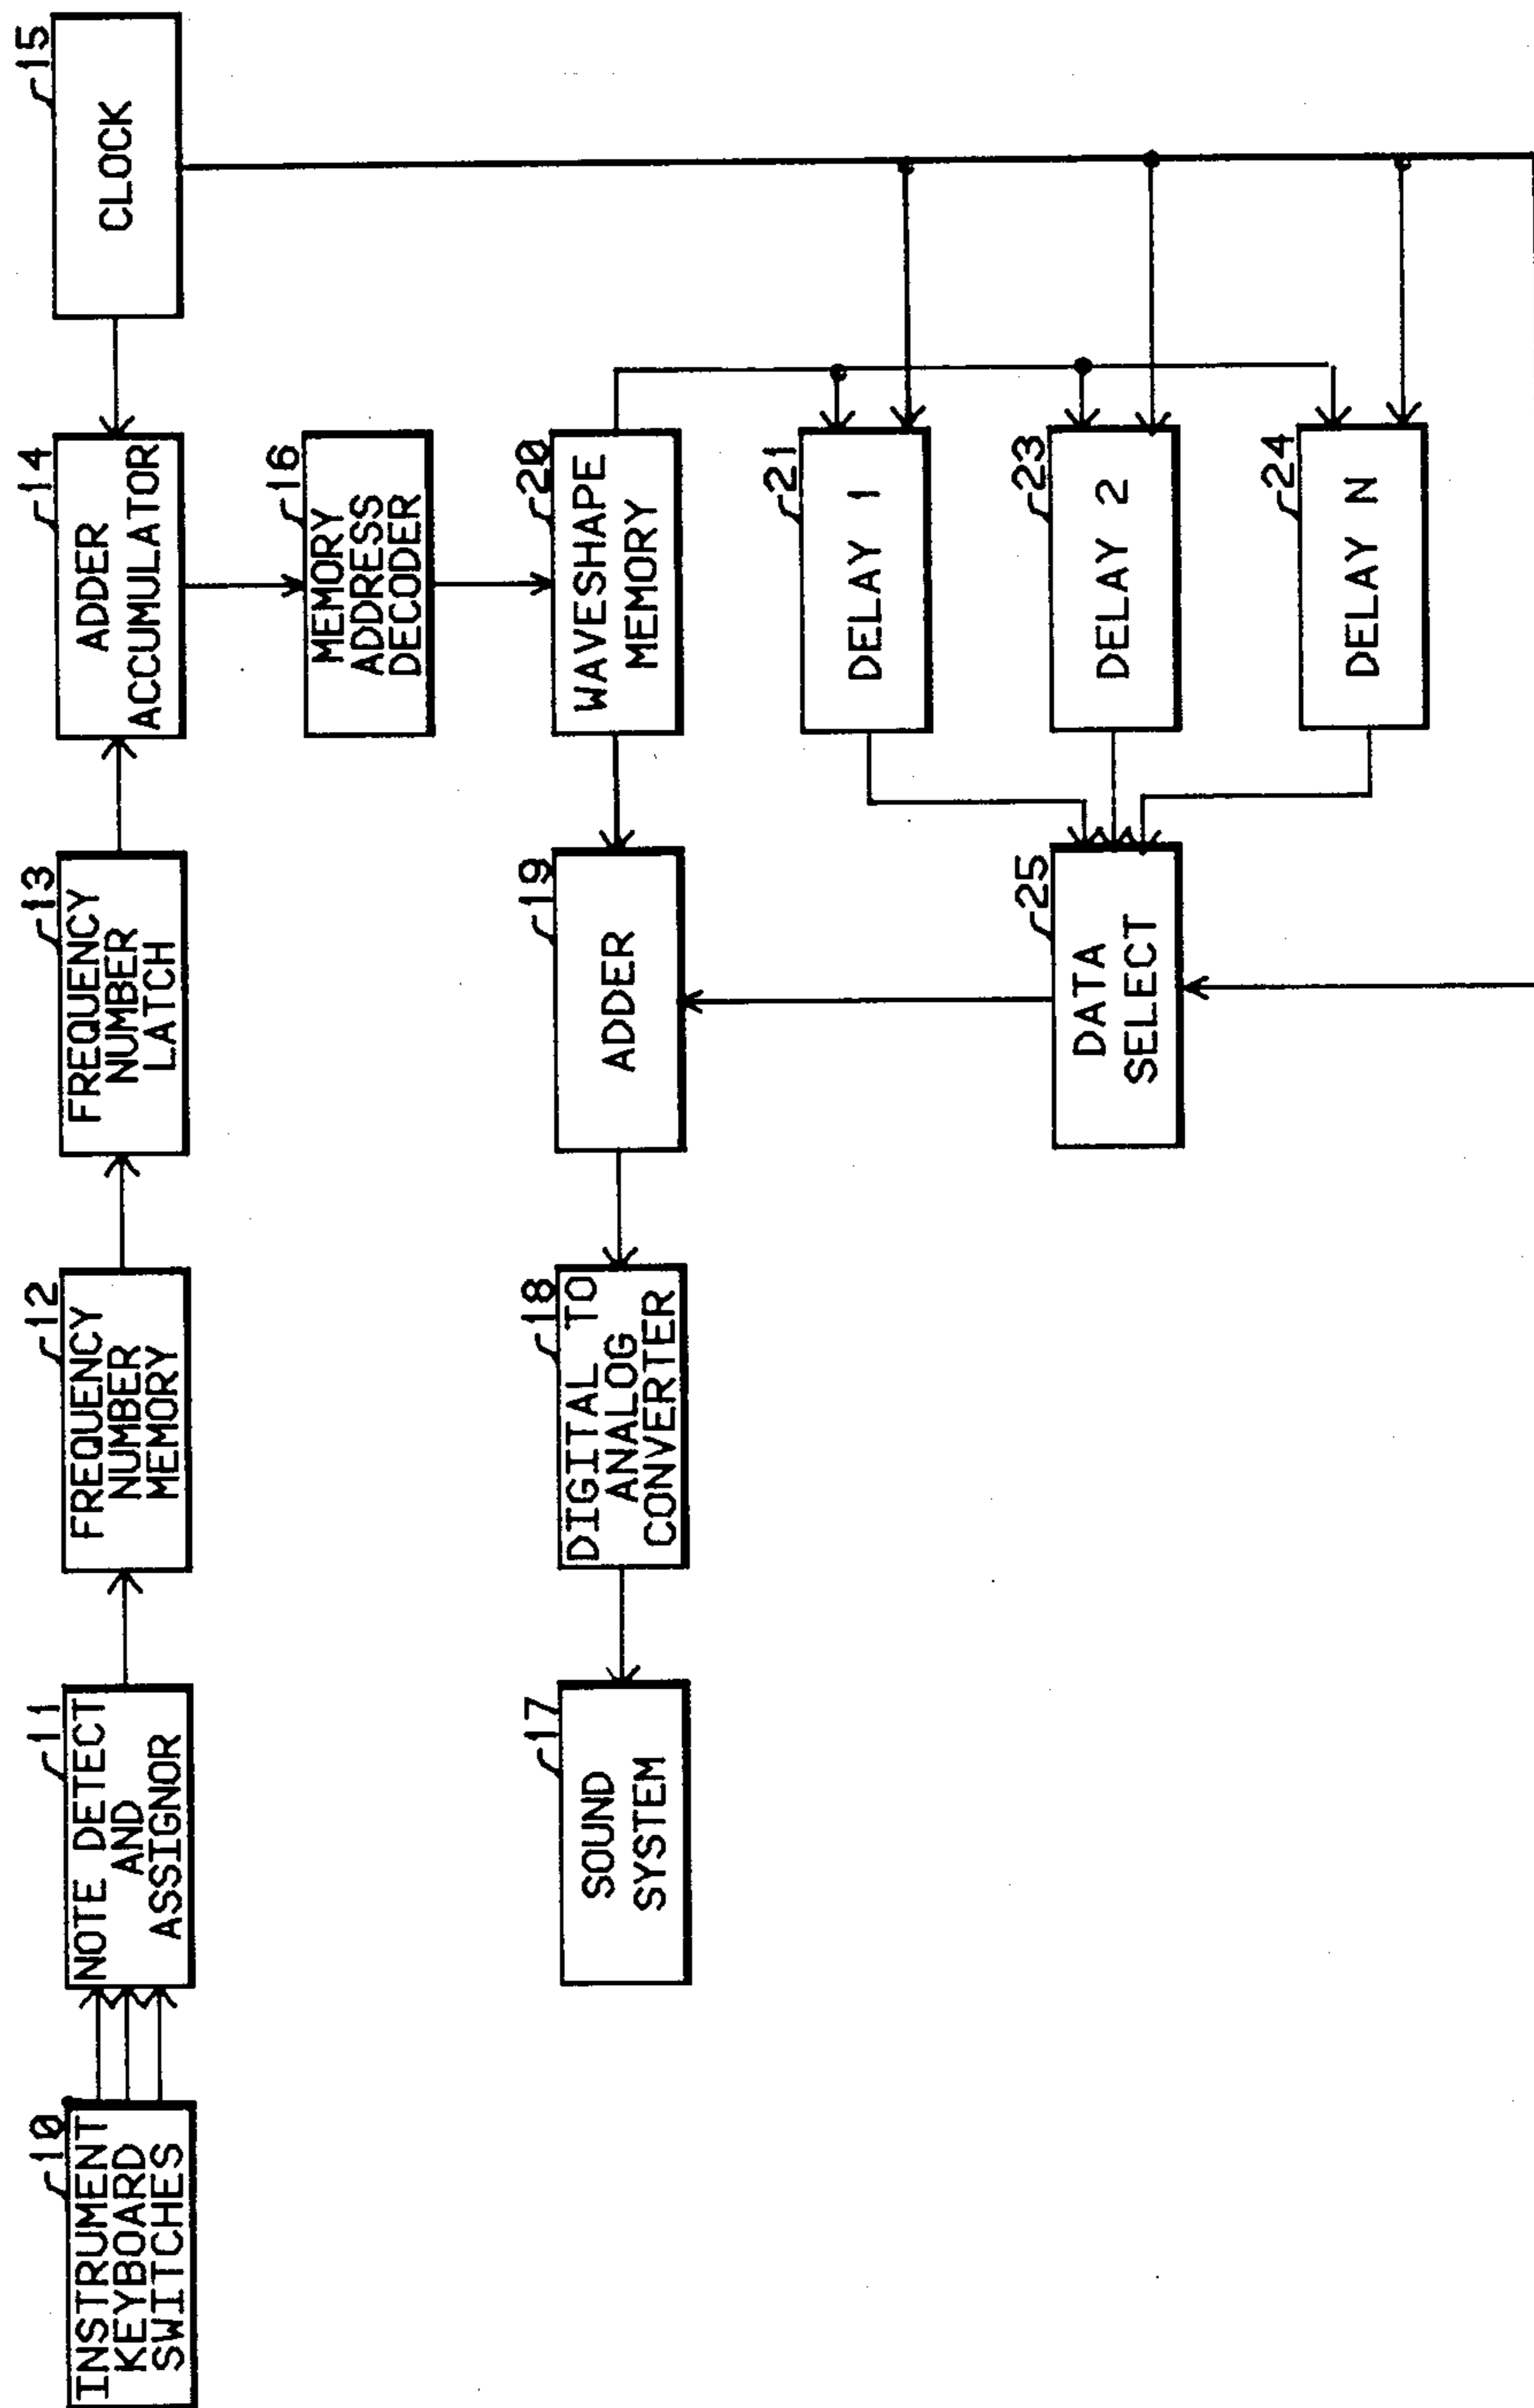 10
INSTRUMENT
KEYBOARD
SWITCHES
11
NOTE DETECT
AND
ASSIGNOR
12
FREQUENCY
NUMBER
MEMORY
13
FREQUENCY
NUMBER
LATCH
14
ADDER
ACCUMULATOR
15
CLOCK
16
MEMORY
ADDRESS
DECODER
17
SOUND
SYSTEM
18
DIGITAL TO
ANALOG
CONVERTER
19
ADDER
20
WAVESHAPE
MEMORY
21
DELAY 1
25
DATA
SELECT
23
DELAY 2
24
DELAY N